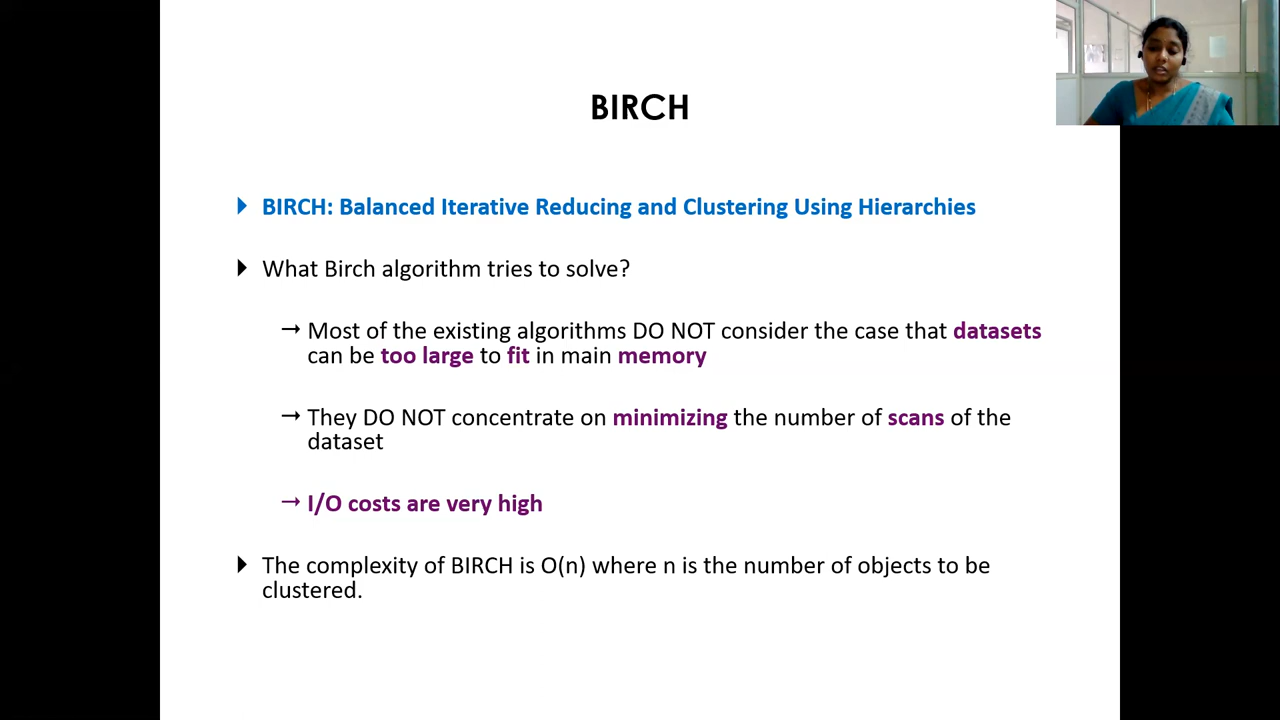 BIRCH
BIRCH: Balanced Iterative Reducing and Clustering Using Hierarchies
What Birch algorithm tries to solve?
→ Most of the existing algorithms DO NOT consider the case that datasets
can be too large to fit in main memory
→ They DO NOT concentrate on minimizing the number of scans of the
dataset
→ I/O costs are very high
The complexity of BIRCH is O(n) where n is the number of objects to be
clustered.